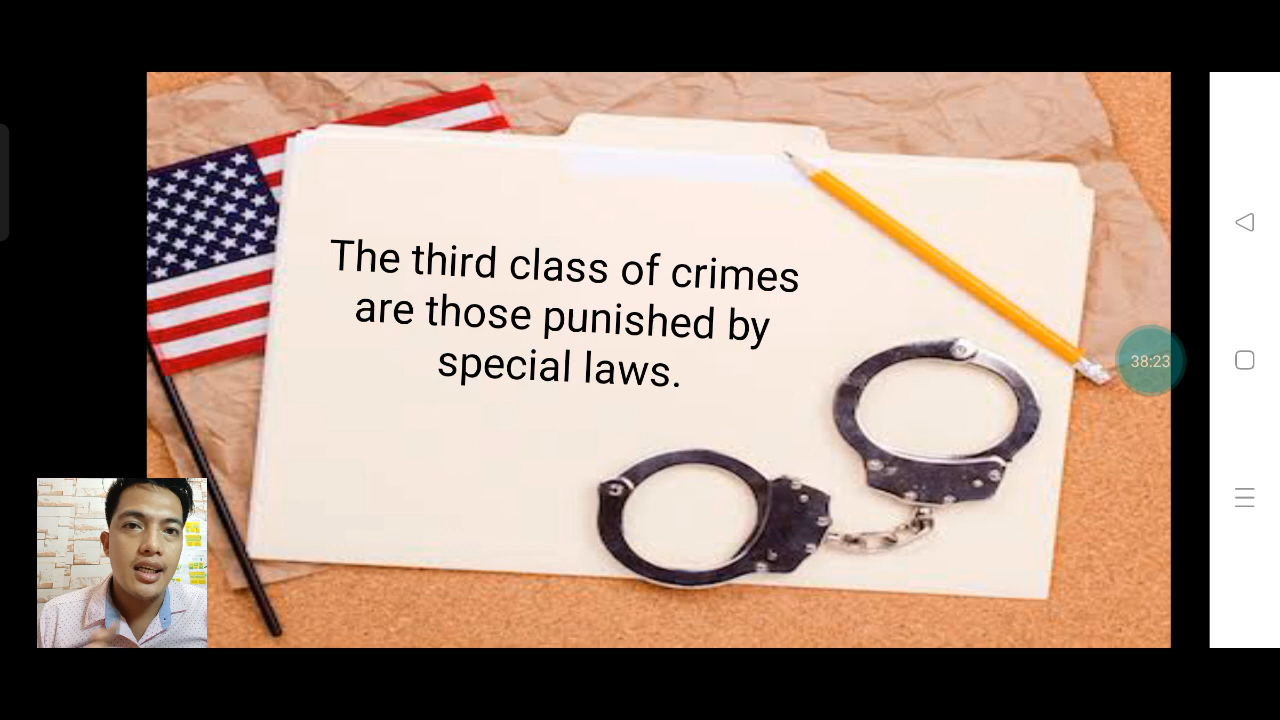 The third class of crimes
are those punished by
special laws.
38:23